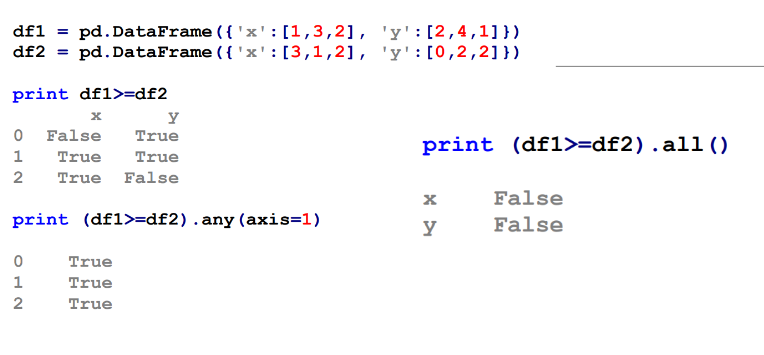 df1 = pd.DataFrame({'x':[1,3,2], 'y':[2,4,1]})
df2 = pd.DataFrame({'x':[3,1,2], 'y':[0,2,2]})
print df1>=df2
x y
0 False True
1 True True
2 True False
print (df1>=df2).any(axis=1)
0 True
1 True
2 True
print (df1>=df2).all()
x False
y False